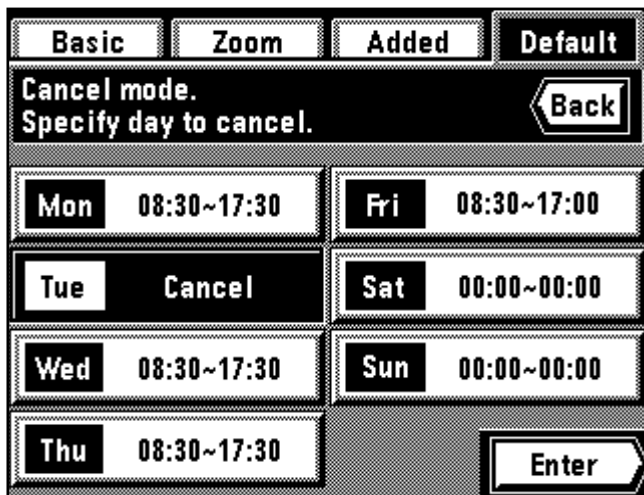 Basic Zoom Added Default
Cancel mode.
Specify day to cancel.
Back
Mon 08:30~17:30
Fri 08:30~17:00
Tue Cancel
Sat 00:00~00:00
Wed 08:30~17:30
Sun 00:00~00:00
Thu 08:30~17:30
Enter